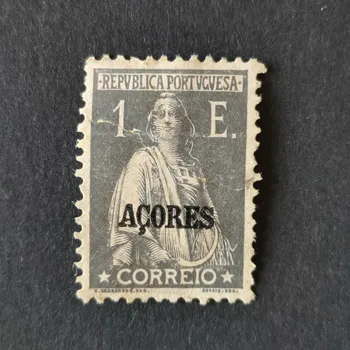 REPVBLICA PORTVGVESA
1 E.
AÇORES
CORREIO